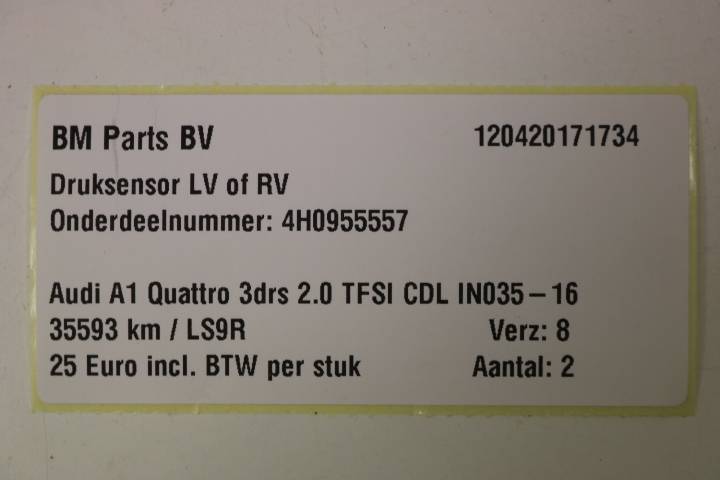 BM Parts BV 120420171734
Druksensor LV of RV
Onderdeelnummer: 4H0955557
Audi A1 Quattro 3drs 2.0 TFSI CDL IN035-16
35593 km / LS9R Verz: 8
25 Euro incl. BTW per stuk Aantal: 2